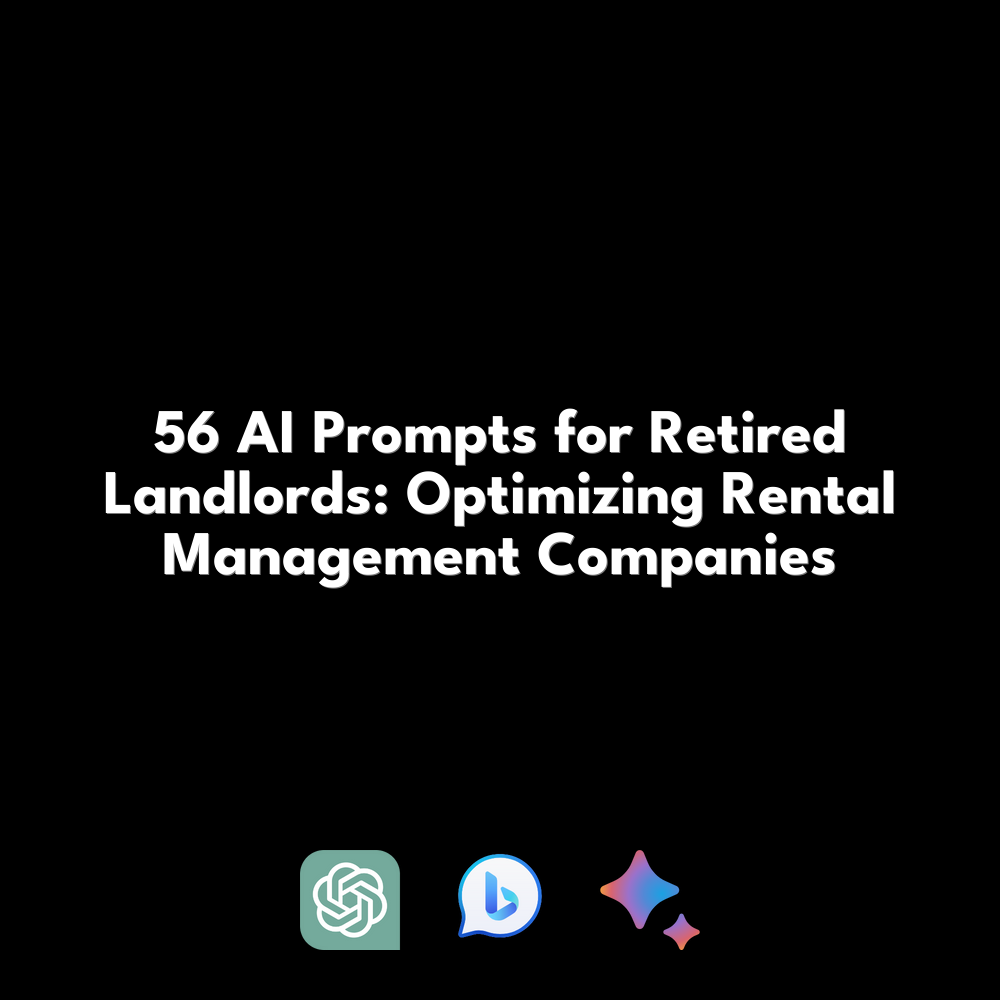 56 AI Prompts for Retired
Landlords: Optimizing Rental
Management Companies